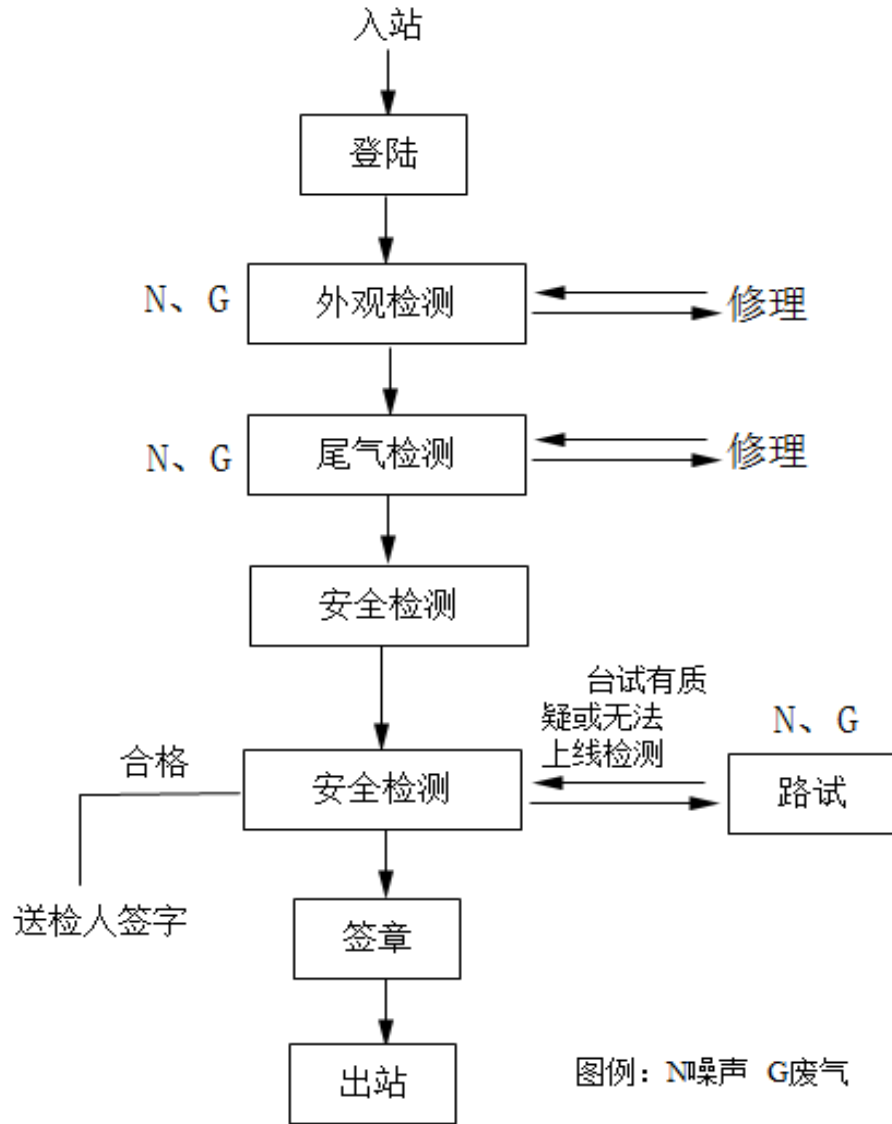 入站
登陆
N、G
外观检测
修理
N、G
尾气检测
修理
安全检测
台试有质
疑或无法
上线检测
N、G
合格
安全检测
路试
送检人签字
签章
出站
图例：N噪声 G废气